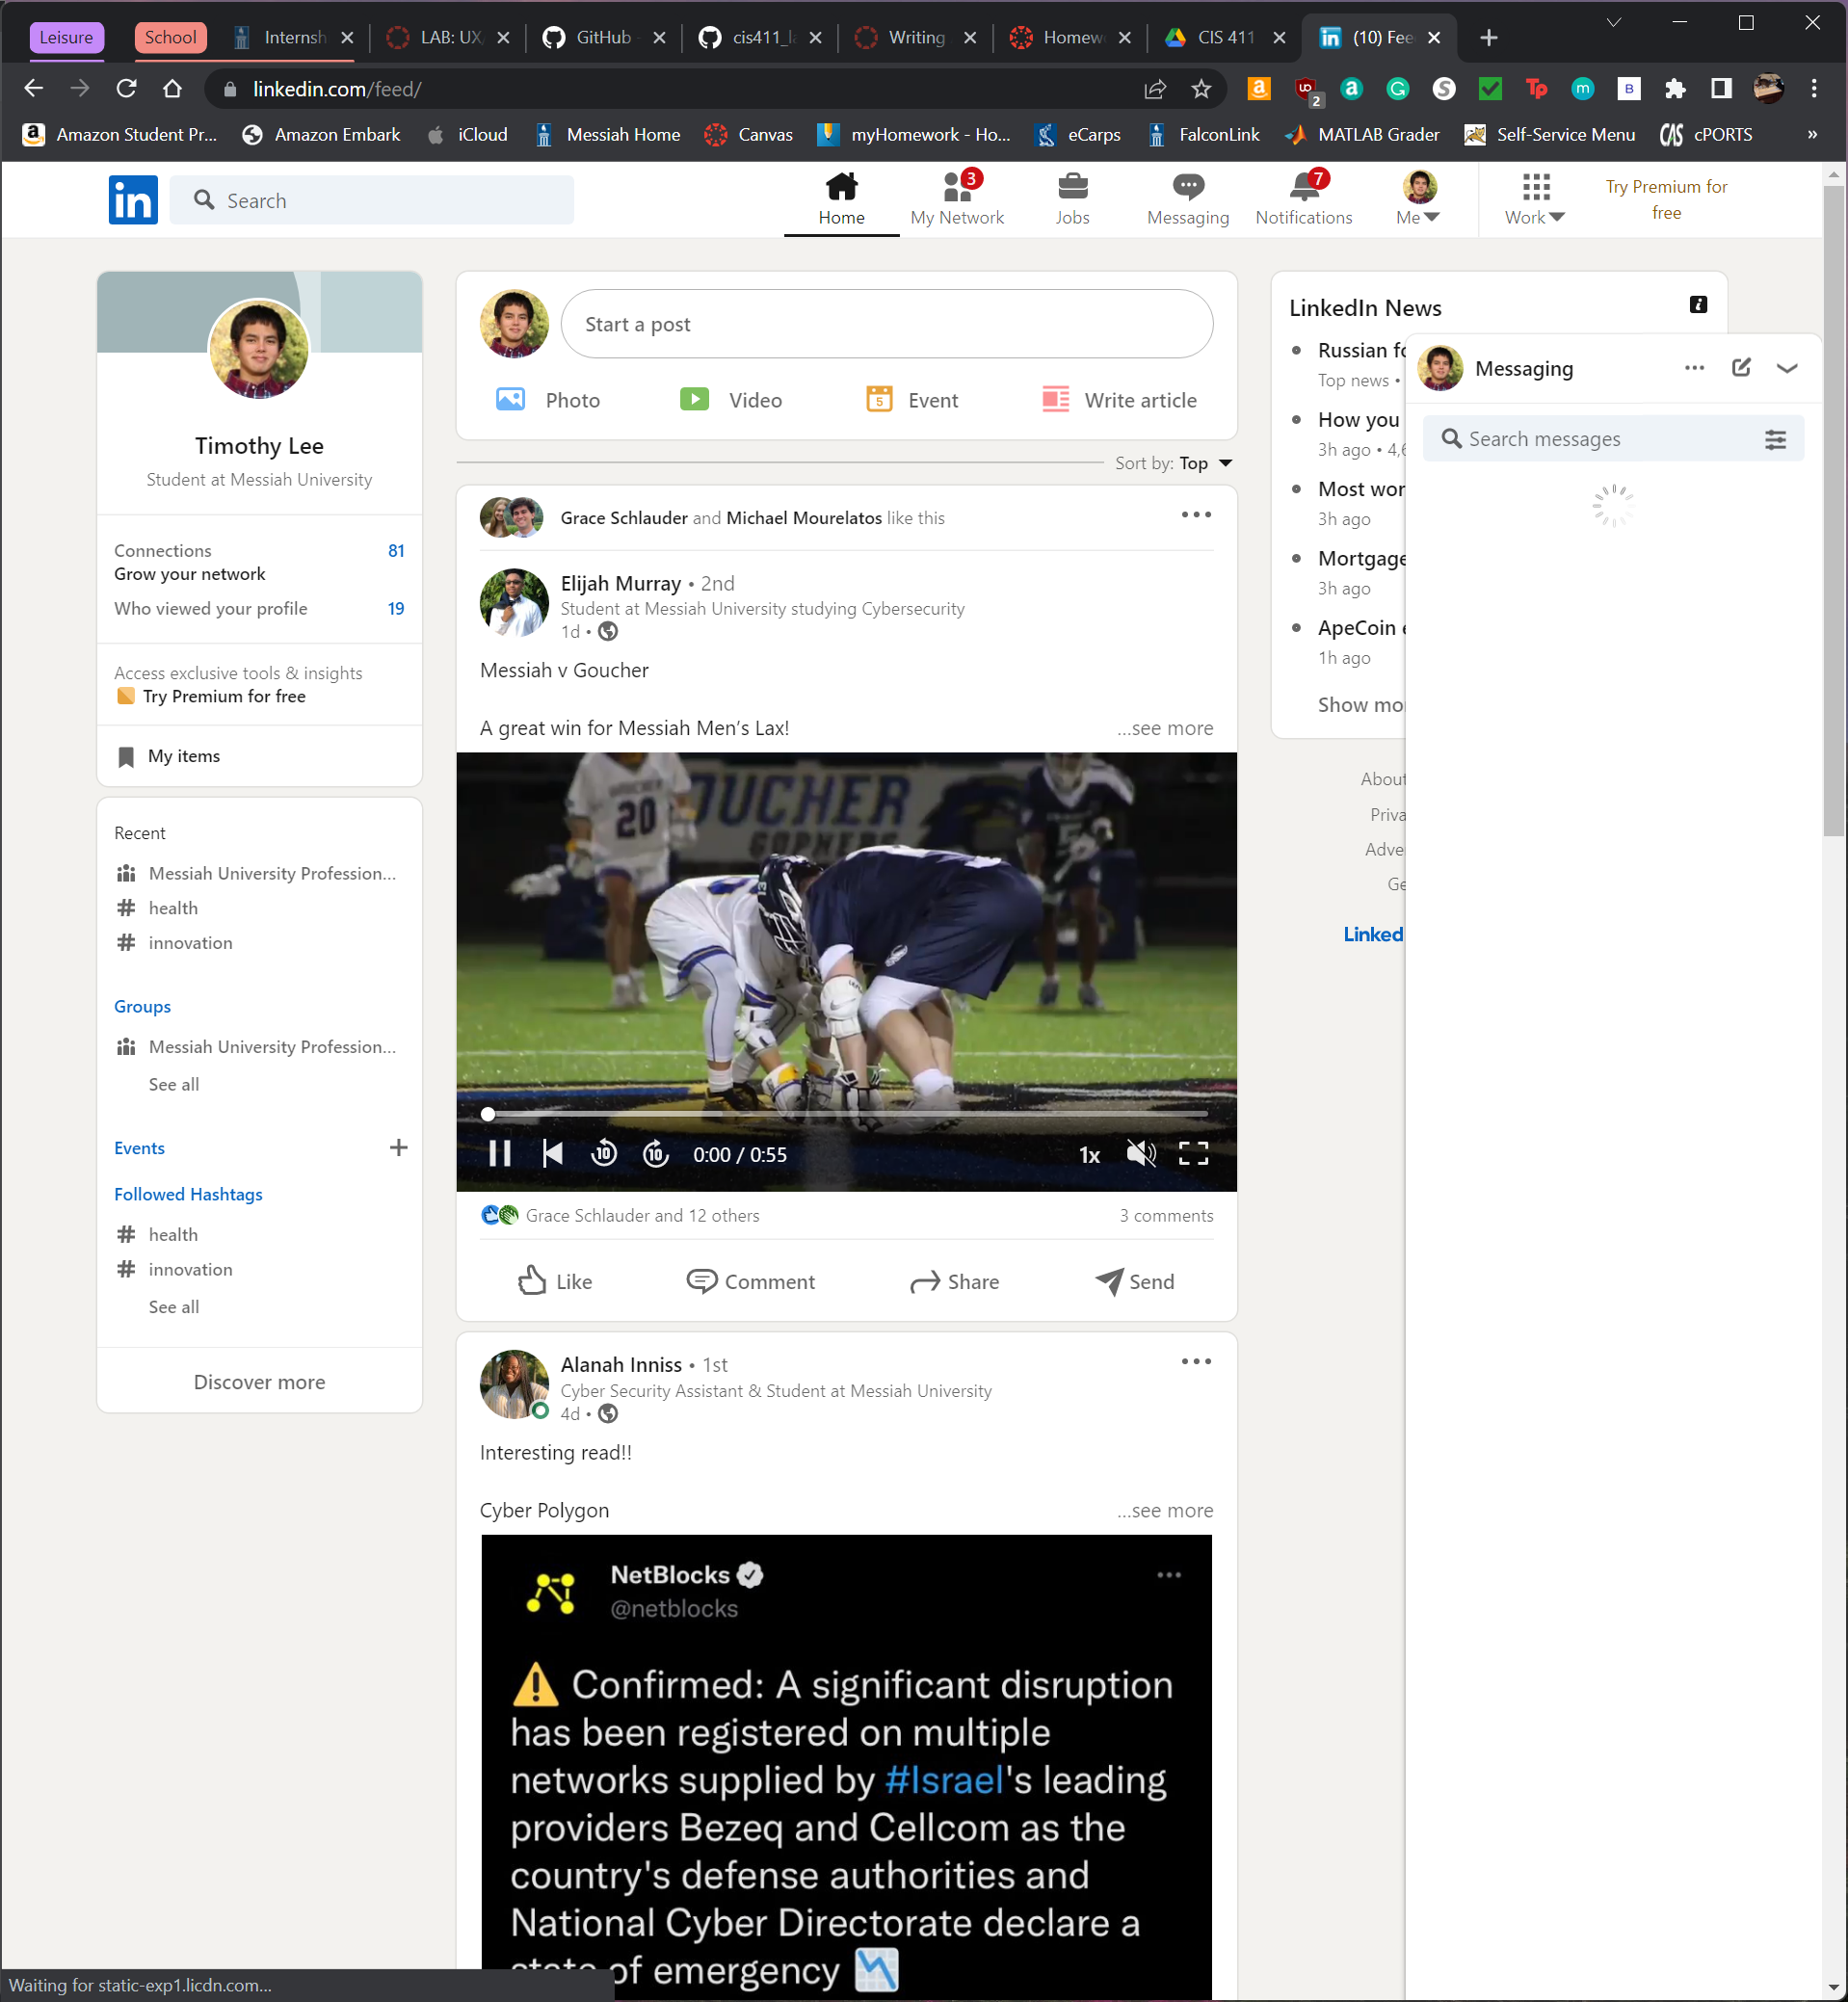 Leisure
School
Internsh
LAB: UX
GitHub
cis411_l
Writing
Homew
CIS 411
(10) Fee
linkedin.com/feed/
2
Amazon Student Pr...
Amazon Embark
iCloud
Messiah Home
Canvas
myHomework - Ho...
eCarps
FalconLink
MATLAB Grader
Self-Service Menu
cPORTS
»
in
Search
Home
3
My Network
Jobs
Messaging
7
Notifications
Me
Work
Try Premium for
free
Timothy Lee
Student at Messiah University
Connections 81
Grow your network
Who viewed your profile 19
Access exclusive tools & insights
Try Premium for free
My items
Recent
Messiah University Profession...
# health
# innovation
Groups
Messiah University Profession...
See all
Events
Followed Hashtags
# health
# innovation
See all
Discover more
Start a post
Photo
Video
Event
Write article
Sort by: Top
Grace Schlauder and Michael Mourelatos like this
Elijah Murray • 2nd
Student at Messiah University studying Cybersecurity
1d •
Messiah v Goucher
A great win for Messiah Men's Lax!
...see more
20
OUCHER
GOPHERS
5
13
10
10
0:00 / 0:55
1x
Grace Schlauder and 12 others
3 comments
Like
Comment
Share
Send
Alanah Inniss • 1st
Cyber Security Assistant & Student at Messiah University
4d •
Interesting read!!
Cyber Polygon
...see more
NetBlocks
@netblocks
Confirmed: A significant disruption
has been registered on multiple
networks supplied by #Israel's leading
providers Bezeq and Cellcom as the
country's defense authorities and
National Cyber Directorate declare a
state of emergency
LinkedIn News
Russian fo
Top news •
How you
3h ago • 4,6
Most wor
3h ago
Mortgage
3h ago
ApeCoin e
1h ago
Show mo
About
Priva
Adve
Ge
Linked
Messaging
Search messages
Waiting for static-exp1.licdn.com...